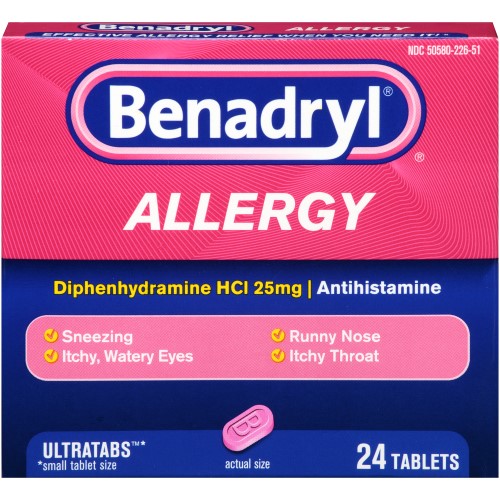 EFFECTIVE ALLERGY RELIEF WHEN YOU NEED IT!*
NDC 50580-226-51
Benadryl®
®
ALLERGY
Diphenhydramine HCl 25mg | Antihistamine
Sneezing
Itchy, Watery Eyes
Runny Nose
Itchy Throat
B
ULTRATABS™*
*small tablet size
actual size
24 TABLETS